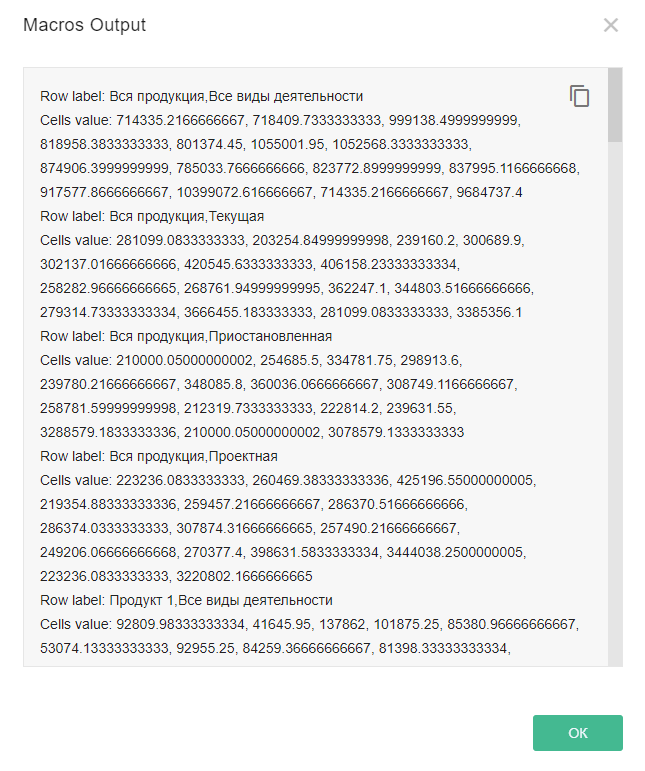 Macros Output
Row label: Вся продукция,Все виды деятельности
Cells value: 714335.2166666667, 718409.7333333333, 999138.4999999999,
818958.3833333333, 801374.45, 1055001.95, 1052568.3333333333,
874906.3999999999, 785033.7666666666, 823772.8999999999, 837995.1166666668,
917577.8666666667, 10399072.616666667, 714335.2166666667, 9684737.4
Row label: Вся продукция,Текущая
Cells value: 281099.0833333333, 203254.84999999998, 239160.2, 300689.9,
302137.01666666666, 420545.6333333333, 406158.23333333334,
258282.96666666665, 268761.94999999995, 362247.1, 344803.51666666666,
279314.73333333334, 3666455.183333333, 281099.0833333333, 3385356.1
Row label: Вся продукция,Приостановленная
Cells value: 210000.05000000002, 254685.5, 334781.75, 298913.6,
239780.21666666667, 348085.8, 360036.0666666667, 308749.1166666667,
258781.59999999998, 212319.7333333333, 222814.2, 239631.55,
3288579.1833333336, 210000.05000000002, 3078579.1333333333
Row label: Вся продукция,Проектная
Cells value: 223236.0833333333, 260469.38333333336, 425196.55000000005,
219354.88333333336, 259457.21666666667, 286370.51666666666,
286374.0333333333, 307874.31666666665, 257490.21666666667,
249206.06666666668, 270377.4, 398631.5833333334, 3444038.2500000005,
223236.0833333333, 3220802.1666666665
Row label: Продукт 1,Все виды деятельности
Cells value: 92809.98333333334, 41645.95, 137862, 101875.25, 85380.96666666667,
53074.13333333333, 92955.25, 84259.36666666667, 81398.33333333334,
OK